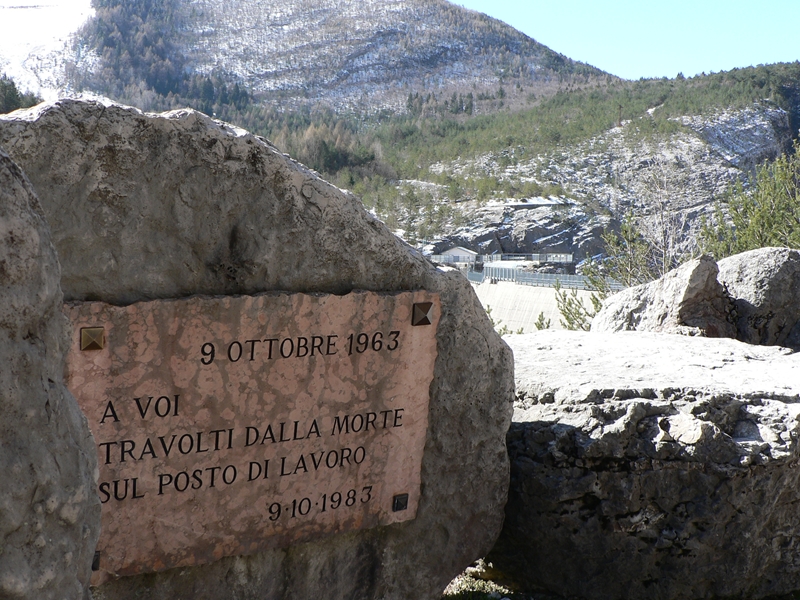 9 OTTOBRE 1963
A VOI
TRAVOLTI DALLA MORTE
SUL POSTO DI LAVORO
9·10·1983